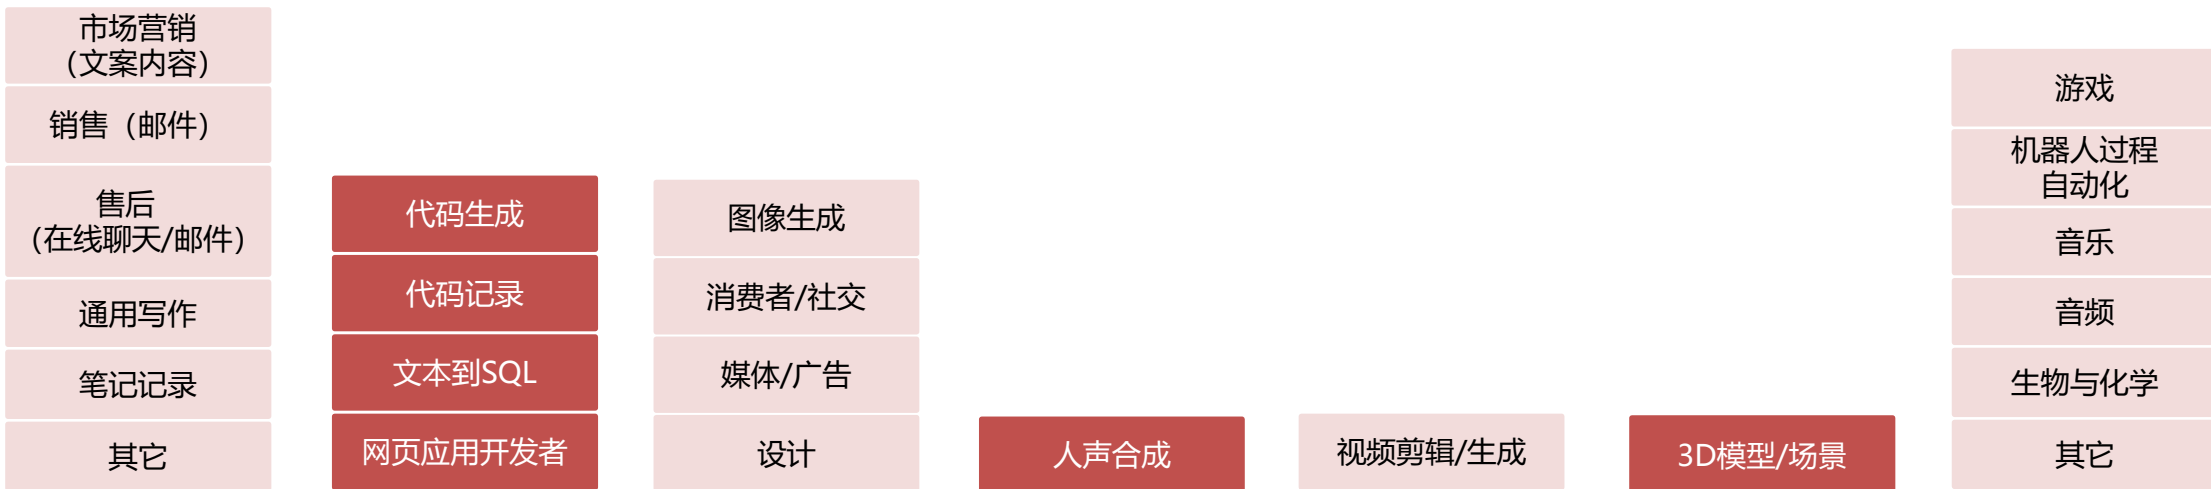 市场营销
（文案内容）
销售（邮件）
售后
（在线聊天/邮件）
通用写作
笔记记录
其它
代码生成
代码记录
文本到SQL
网页应用开发者
图像生成
消费者/社交
媒体/广告
设计
人声合成
视频剪辑/生成
3D模型/场景
游戏
机器人过程
自动化
音乐
音频
生物与化学
其它